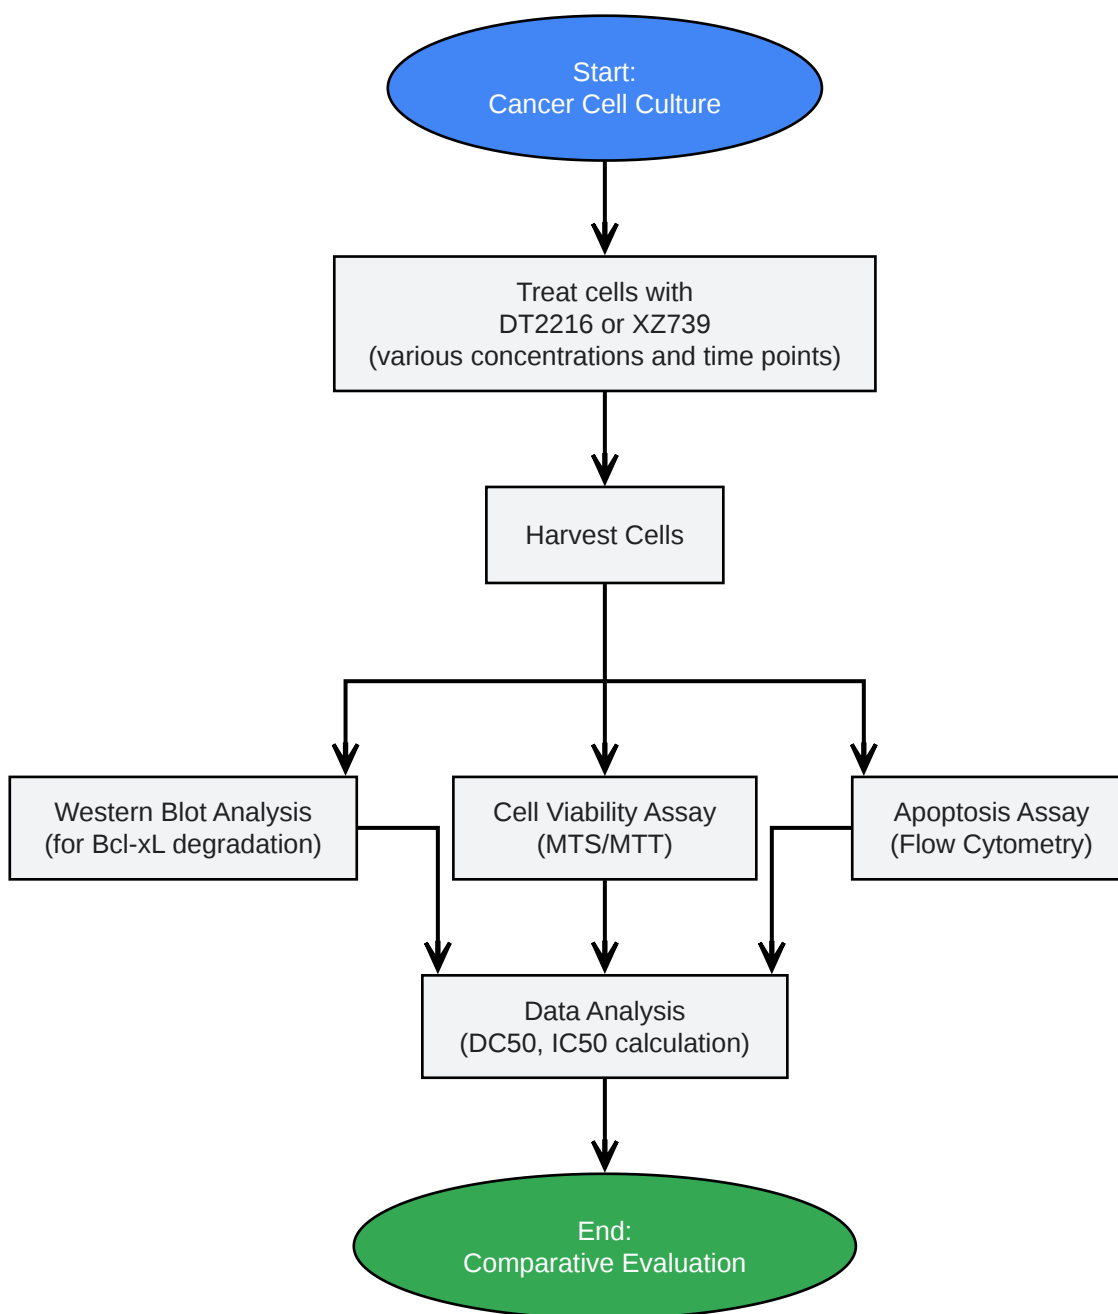 Start:
Cancer Cell Culture
Treat cells with
DT2216 or XZ739
(various concentrations and time points)
Harvest Cells
Western Blot Analysis
(for Bcl-xL degradation)
Cell Viability Assay
(MTS/MTT)
Apoptosis Assay
(Flow Cytometry)
Data Analysis
(DC50, IC50 calculation)
End:
Comparative Evaluation